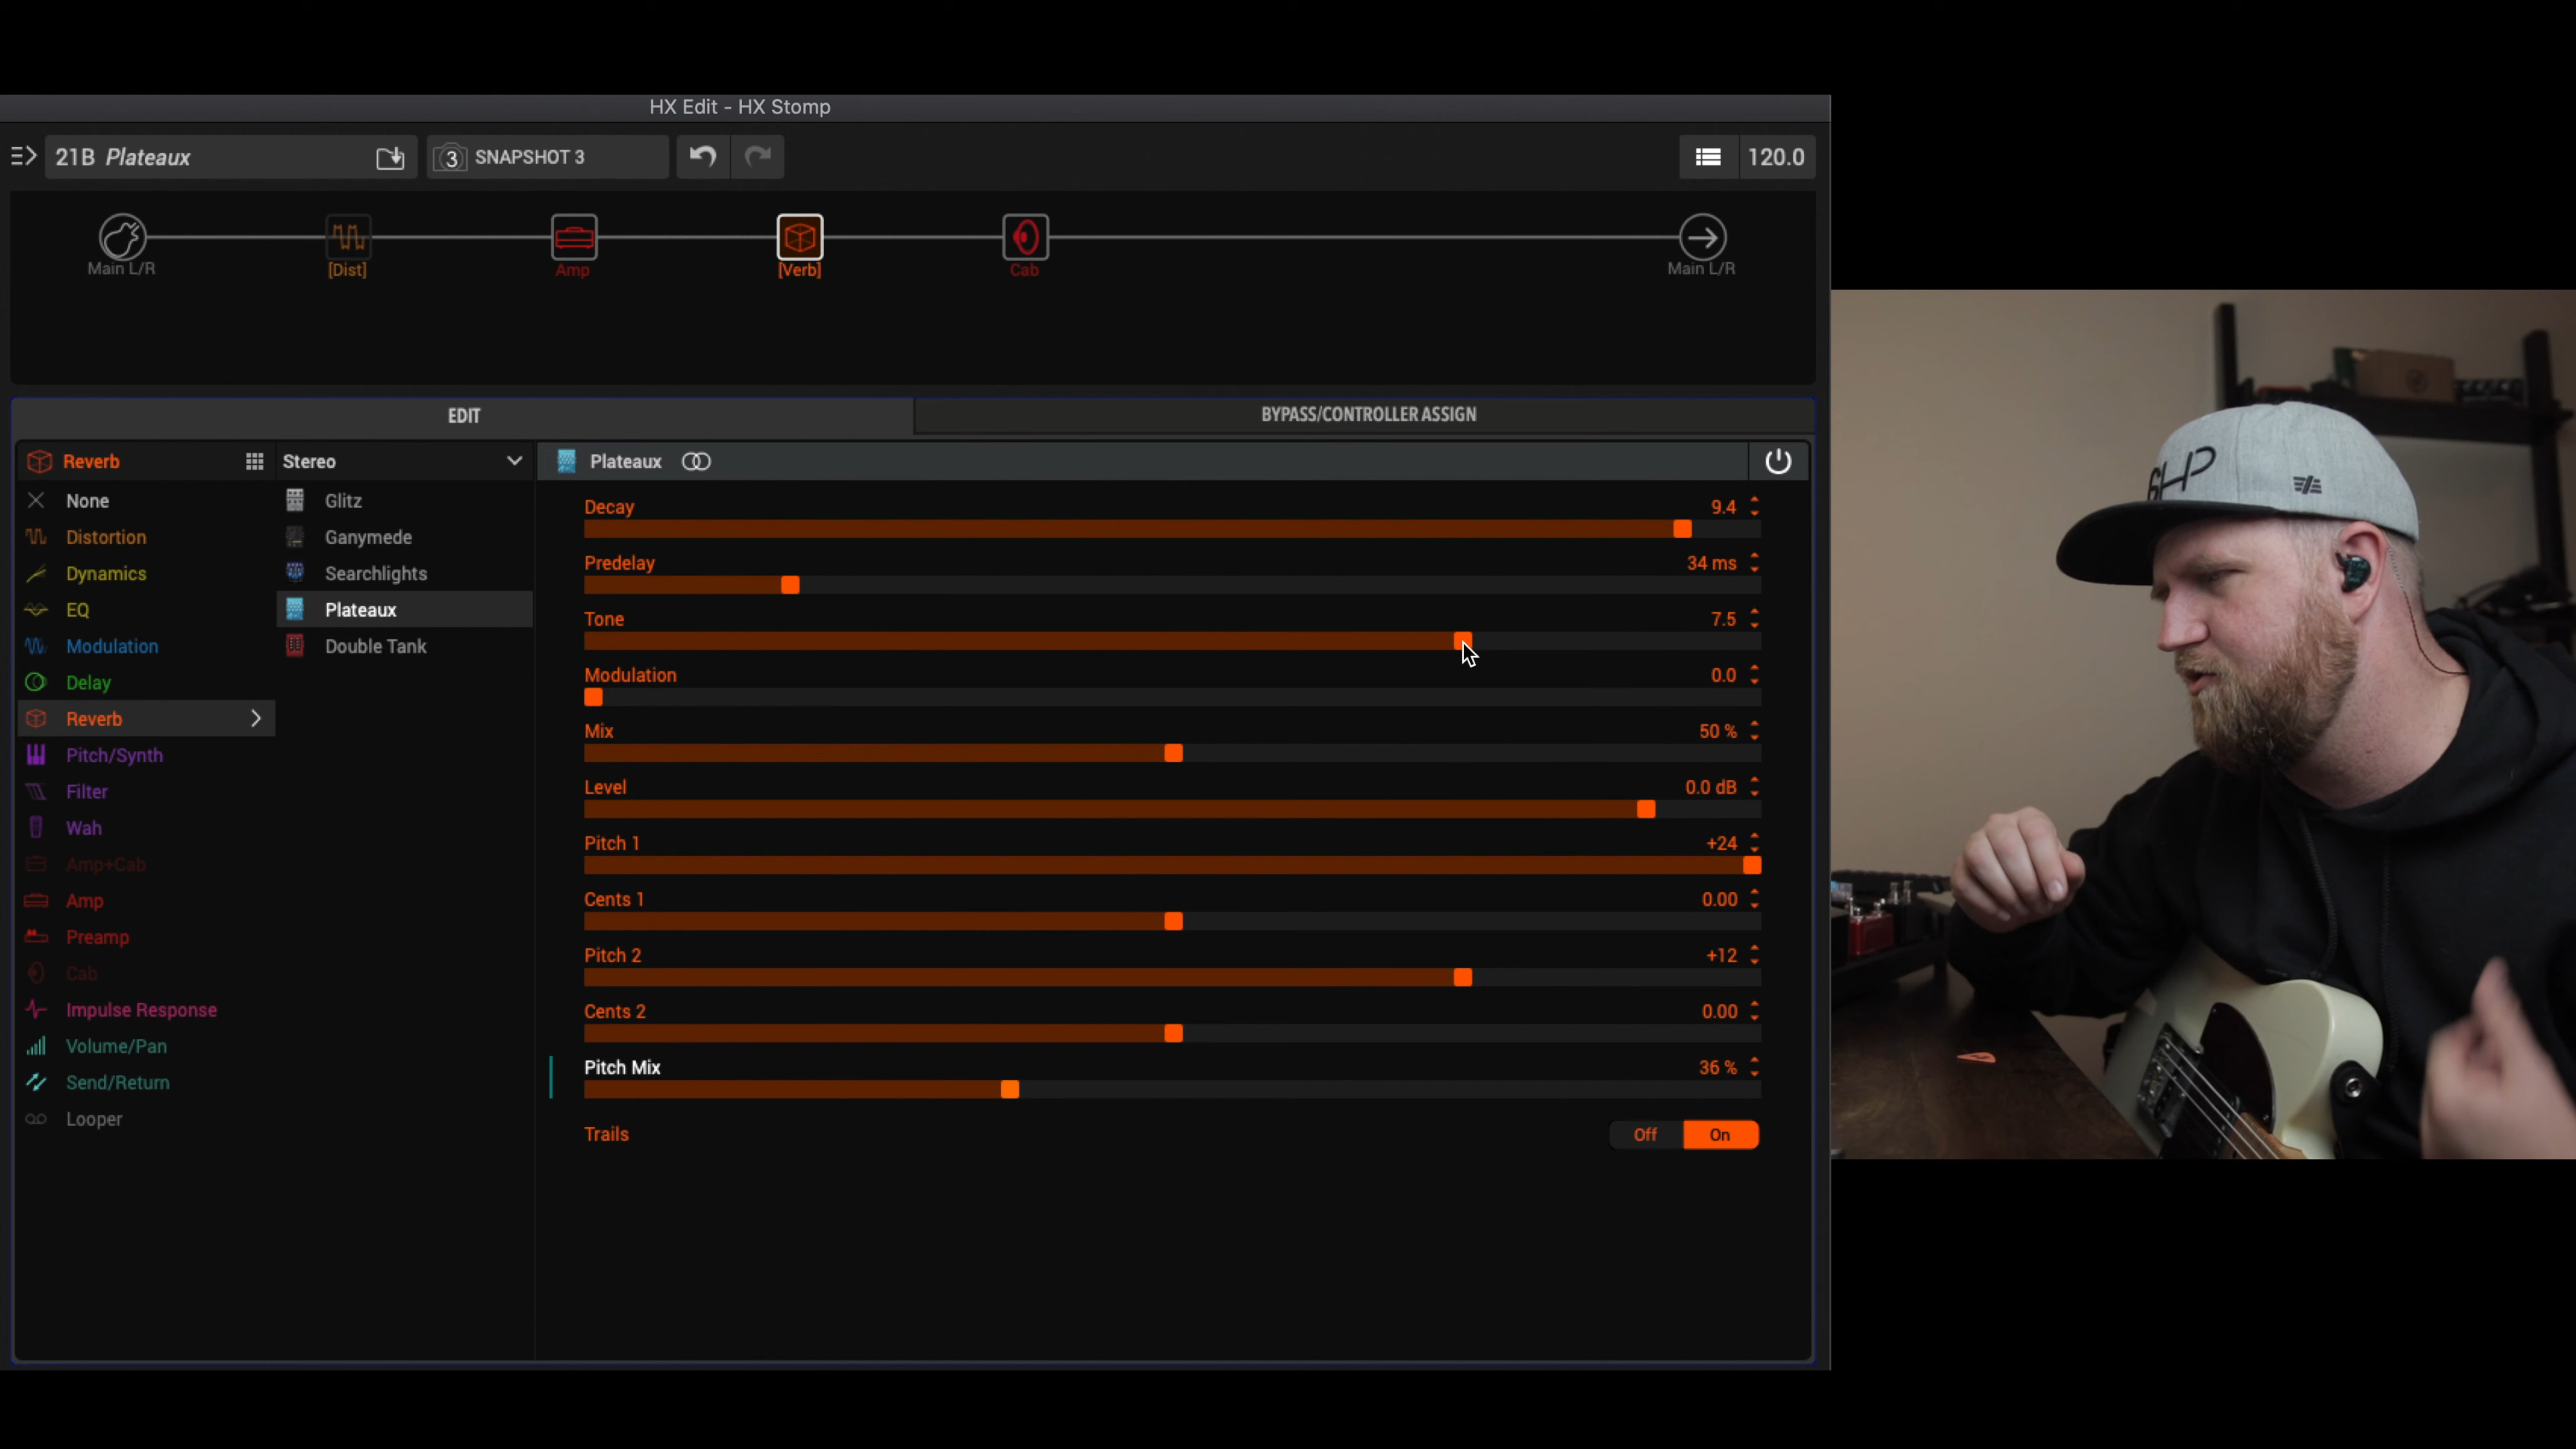 HX Edit - HX Stomp
21B Plateaux
3 SNAPSHOT 3
120.0
Main L/R
[Dist]
Amp
[Verb]
Cab
Main L/R
EDIT
BYPASS/CONTROLLER ASSIGN
Reverb
Stereo
Plateaux
None
Distortion
Dynamics
EQ
Modulation
Delay
Reverb
Pitch/Synth
Filter
Wah
Amp+Cab
Amp
Preamp
Cab
Impulse Response
Volume/Pan
Send/Return
Looper
Glitz
Ganymede
Searchlights
Plateaux
Double Tank
Decay 9.4
Predelay 34 ms
Tone 7.5
Modulation 0.0
Mix 50 %
Level 0.0 dB
Pitch 1 +24
Cents 1 0.00
Pitch 2 +12
Cents 2 0.00
Pitch Mix 36 %
Trails Off On
6HP